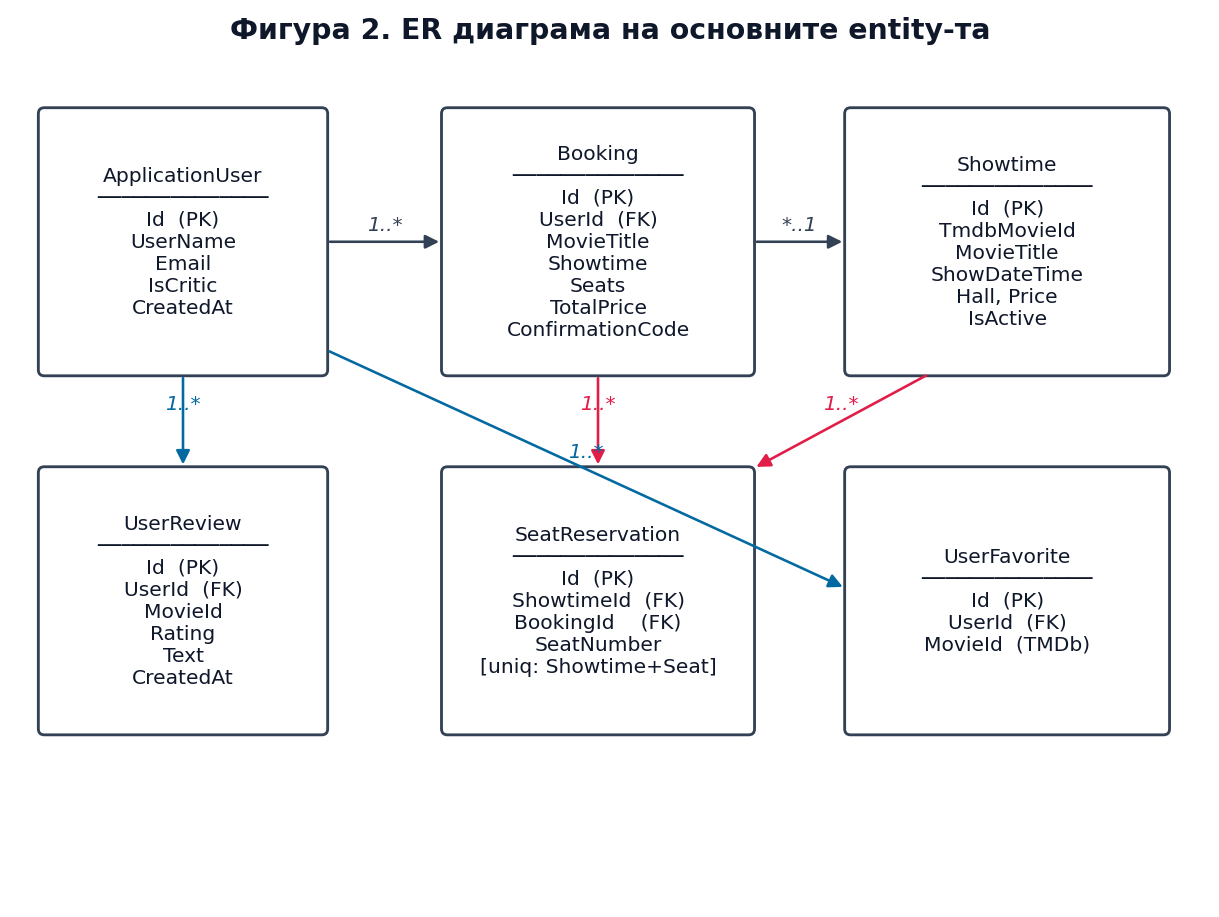 Фигура 2. ER диаграма на основните entity-та
ApplicationUser
Id (PK)
UserName
Email
IsCritic
CreatedAt
1..*
Booking
Id (PK)
UserId (FK)
MovieTitle
Showtime
Seats
TotalPrice
ConfirmationCode
*..1
Showtime
Id (PK)
TmdbMovieId
MovieTitle
ShowDateTime
Hall, Price
IsActive
1..*
1..*
1..*
1..*
UserReview
Id (PK)
UserId (FK)
MovieId
Rating
Text
CreatedAt
SeatReservation
Id (PK)
ShowtimeId (FK)
BookingId (FK)
SeatNumber
[uniq: Showtime+Seat]
UserFavorite
Id (PK)
UserId (FK)
MovieId (TMDb)